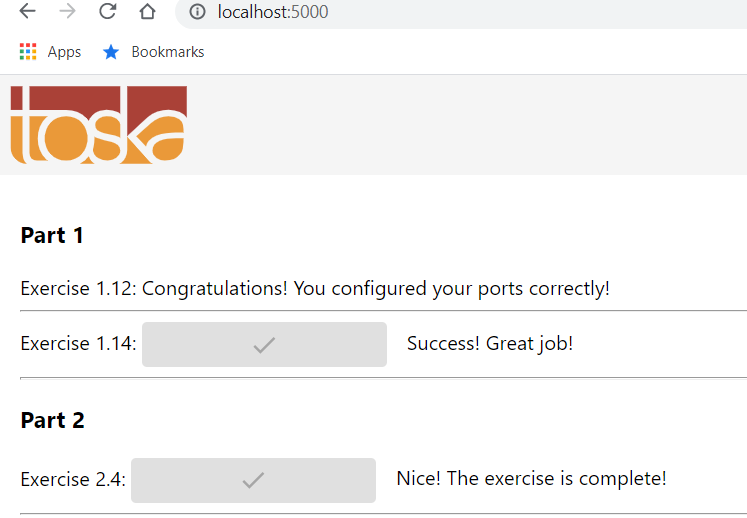 localhost:5000
Apps Bookmarks
toska
Part 1
Exercise 1.12: Congratulations! You configured your ports correctly!
Exercise 1.14: Success! Great job!
Part 2
Exercise 2.4: Nice! The exercise is complete!